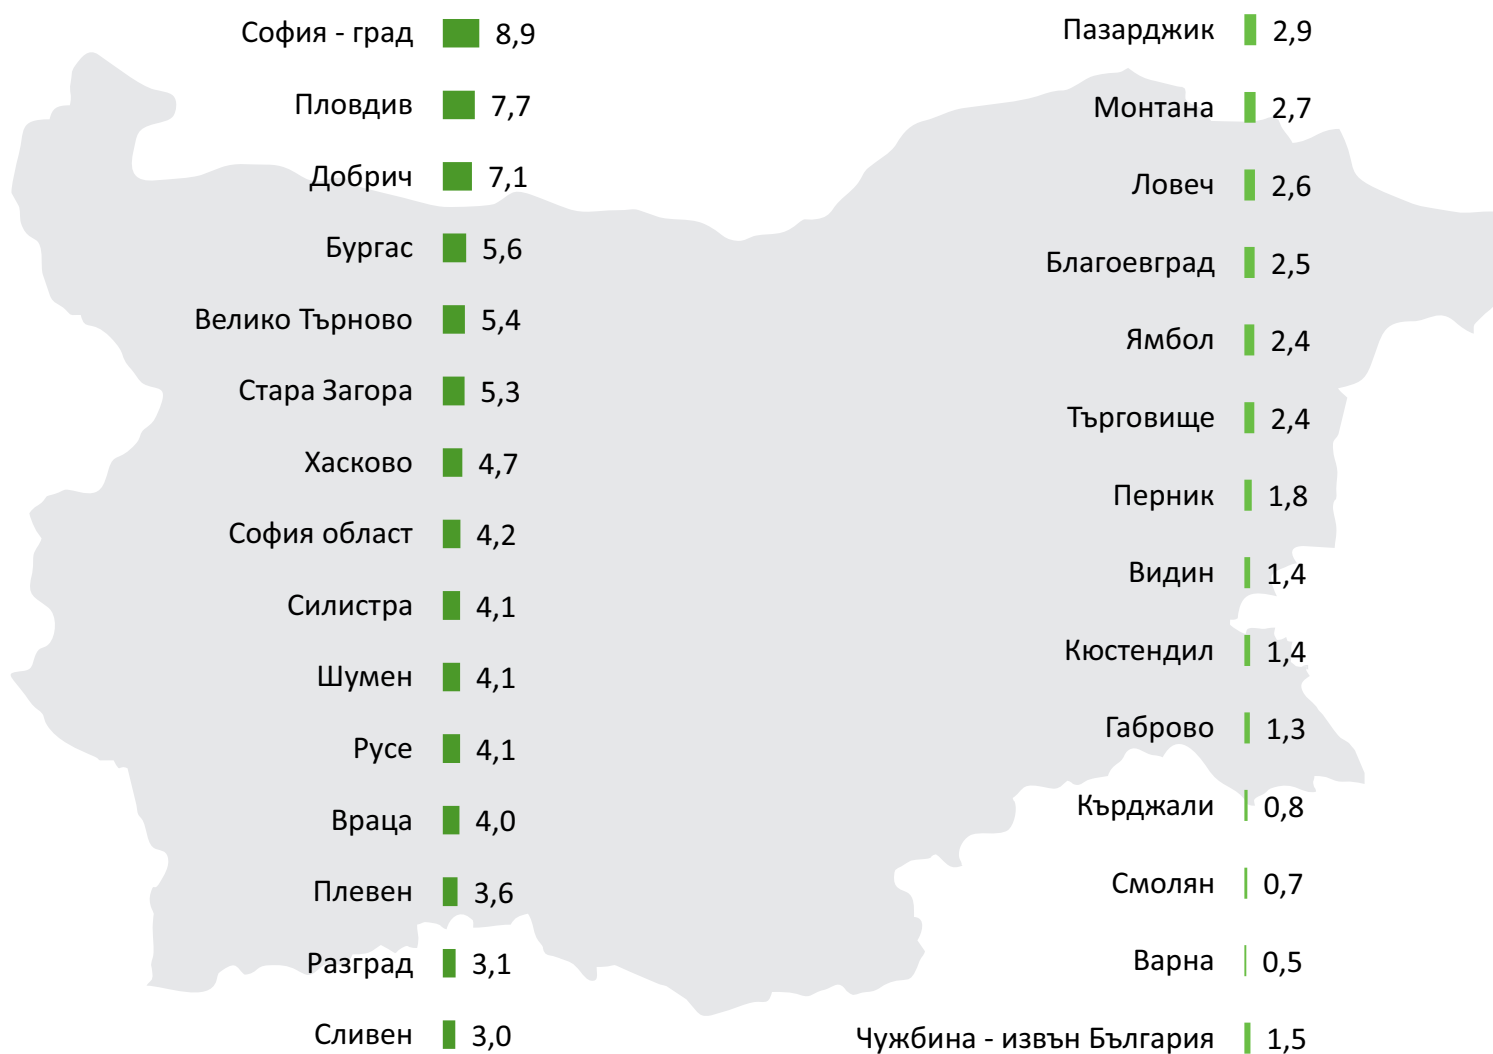 София - град 8,9
Пловдив 7,7
Добрич 7,1
Бургас 5,6
Велико Търново 5,4
Стара Загора 5,3
Хасково 4,7
София област 4,2
Силистра 4,1
Шумен 4,1
Русе 4,1
Враца 4,0
Плевен 3,6
Разград 3,1
Сливен 3,0
Пазарджик 2,9
Монтана 2,7
Ловеч 2,6
Благоевград 2,5
Ямбол 2,4
Търговище 2,4
Перник 1,8
Видин 1,4
Кюстендил 1,4
Габрово 1,3
Кърджали 0,8
Смолян 0,7
Варна 0,5
Чужбина - извън България 1,5